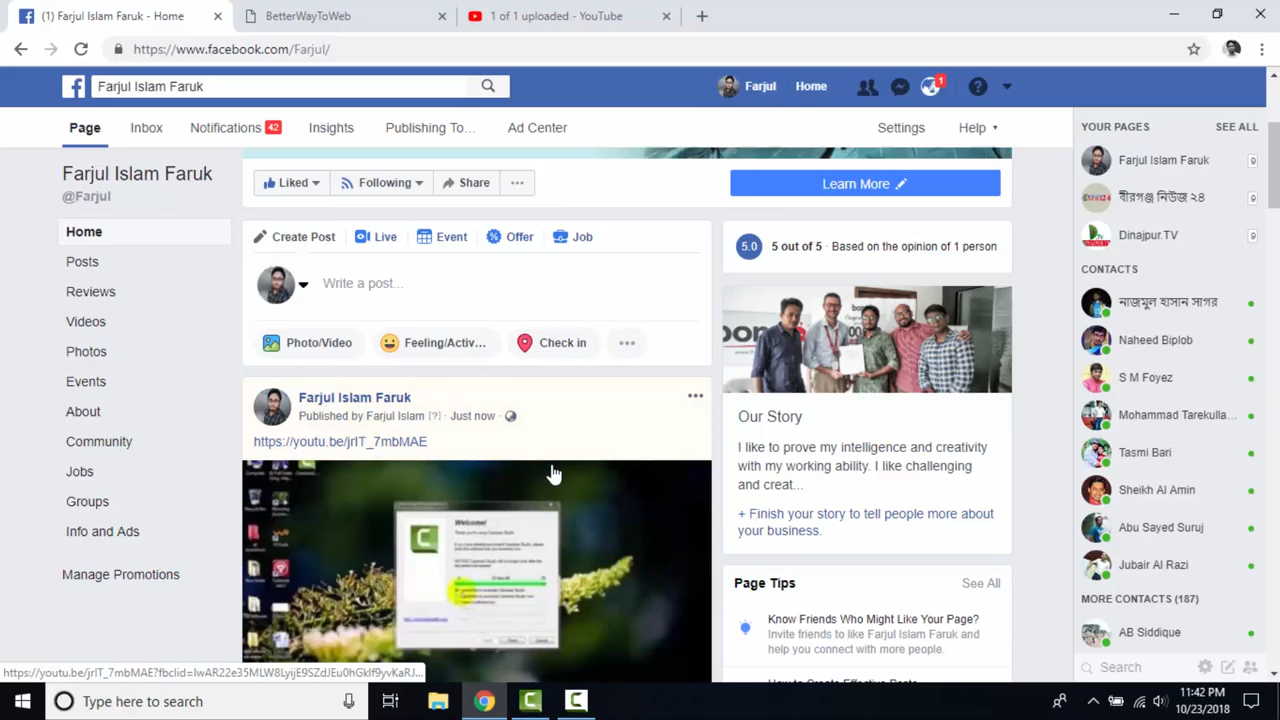 (1) Farjul Islam Faruk - Home
BetterWayToWeb
1 of 1 uploaded - YouTube
https://www.facebook.com/Farjul/
Farjul Islam Faruk
Farjul
Home
1
Page
Inbox
Notifications 42
Insights
Publishing To...
Ad Center
Settings
Help
Farjul Islam Faruk
@Farjul
Home
Posts
Reviews
Videos
Photos
Events
About
Community
Jobs
Groups
Info and Ads
Manage Promotions
Liked
Following
Share
Learn More
Create Post
Live
Event
Offer
Job
Write a post...
Photo/Video
Feeling/Activ...
Check in
Farjul Islam Faruk
Published by Farjul Islam [?] · Just now ·
https://youtu.be/jrIT_7mbMAE
Welcome!
5.0
5 out of 5 · Based on the opinion of 1 person
Our Story
I like to prove my intelligence and creativity
with my working ability. I like challenging
and creat...
+ Finish your story to tell people more about
your business.
Page Tips
See All
Know Friends Who Might Like Your Page?
Invite friends to like Farjul Islam Faruk and
help you connect with more people.
YOUR PAGES
SEE ALL
Farjul Islam Faruk
9
বীরগঞ্জ নিউজ ২৪
9
Dinajpur.TV
9
CONTACTS
নাজমুল হাসান সাগর
Naheed Biplob
S M Foyez
Mohammad Tarekulla...
Tasmi Bari
Sheikh Al Amin
Abu Sayed Suruj
Jubair Al Razi
MORE CONTACTS (187)
AB Siddique
Search
Type here to search
11:42 PM
10/23/2018